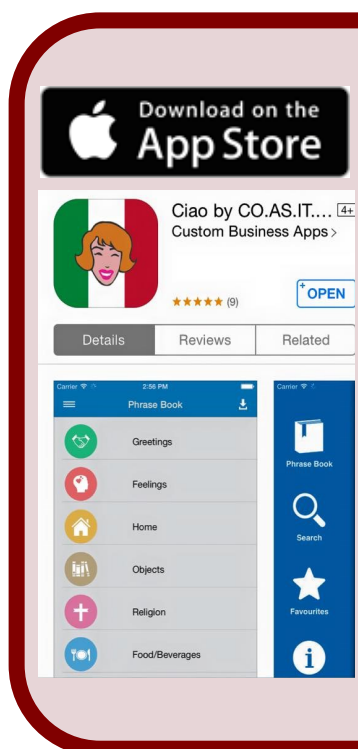 Download on the
App Store
Ciao by CO.AS.IT.... 4+
Custom Business Apps >
★★★★★ (9)
+ OPEN
Details Reviews Related
Carrier 2:56 PM
Phrase Book
Greetings
Feelings
Home
Objects
Religion
Food/Beverages
Carrier
Phrase Book
Search
Favourites
i